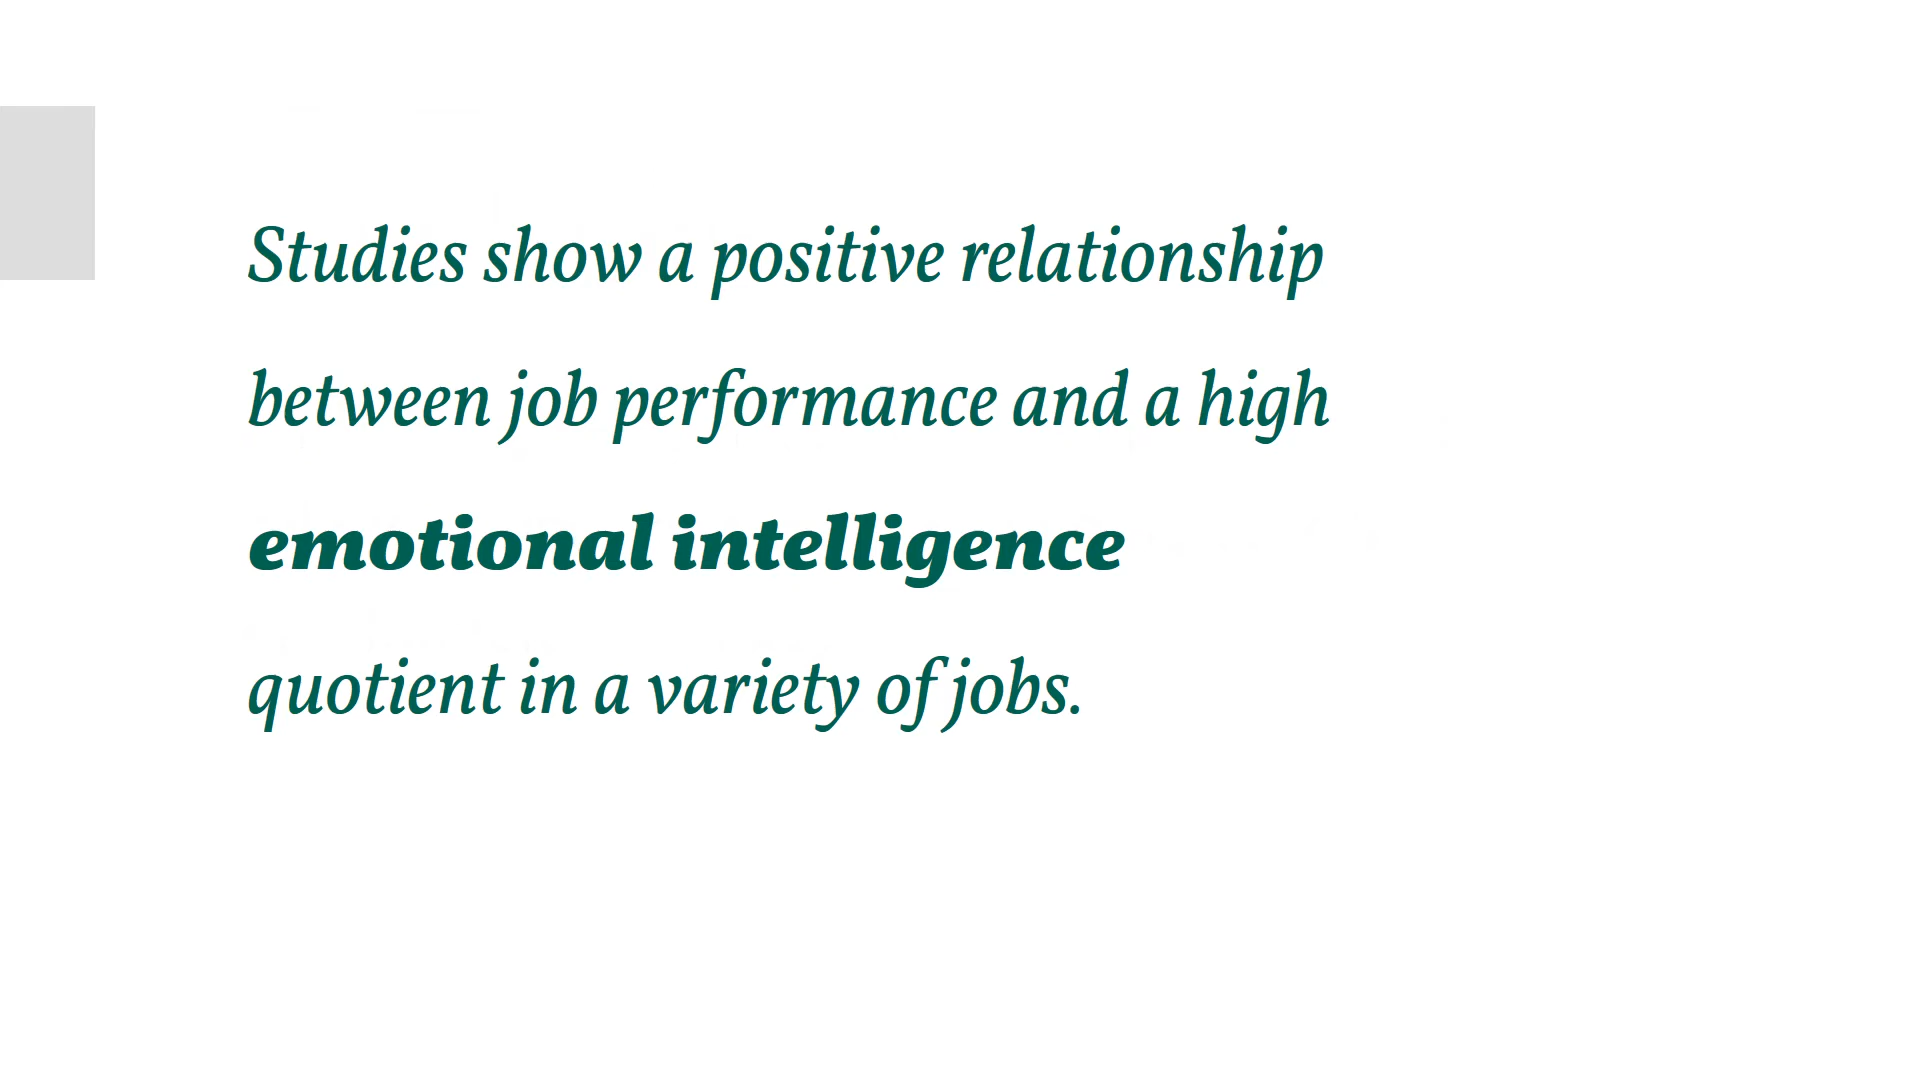 Studies show a positive relationship
between job performance and a high
emotional intelligence
quotient in a variety of jobs.